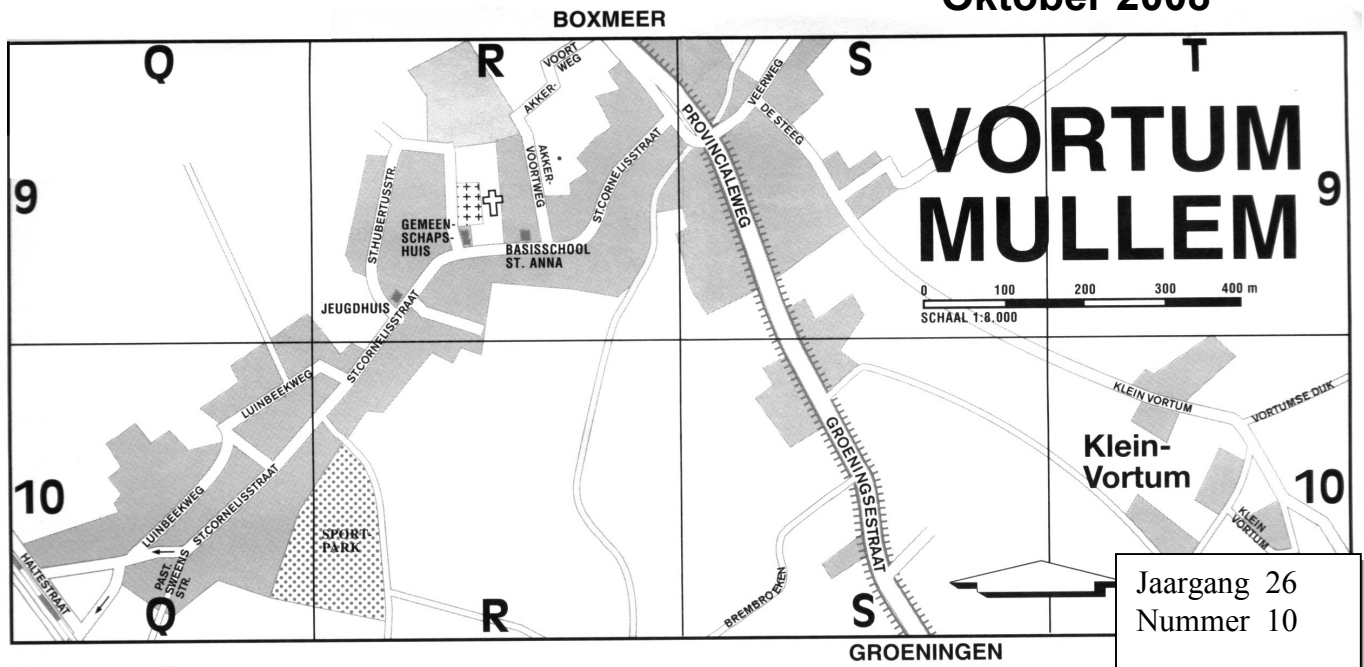 Oktober 2008
BOXMEER
Q
R
S
T
VOORT
WEG
AKKER-
VEERWEG
DE STEEG
PROVINCIALEWEG
VORTUM
MULLEM
9
9
AKKER-
VOORTWEG
ST.CORNELISSTRAAT
ST.HUBERTUSSTR.
GEMEEN-
SCHAPS-
HUIS
BASISSCHOOL
ST. ANNA
0 100 200 300 400 m
SCHAAL 1:8.000
JEUGDHUIS
ST.CORNELISSTRAAT
LUINBEEKWEG
KLEIN VORTUM
VORTUMSE DIJK
GROENINGSESTRAAT
Klein-
Vortum
10
10
LUINBEEKWEG
ST.CORNELISSTRAAT
KLEIN
VORTUM
SPORT-
PARK
HALTESTRAAT
PAST.
SWEENS
STR.
BREMBROEKEN
Q
R
S
Jaargang 26
Nummer 10
GROENINGEN